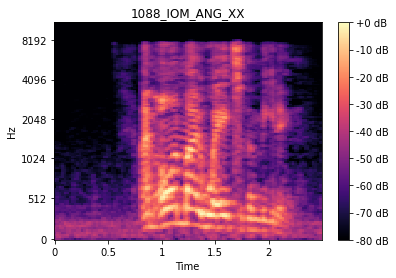 1088_IOM_ANG_XX
+0 dB
8192
-10 dB
4096
-20 dB
-30 dB
Hz
2048
-40 dB
1024
-50 dB
-60 dB
512
-70 dB
0
-80 dB
0 0.5 1 1.5 2
Time